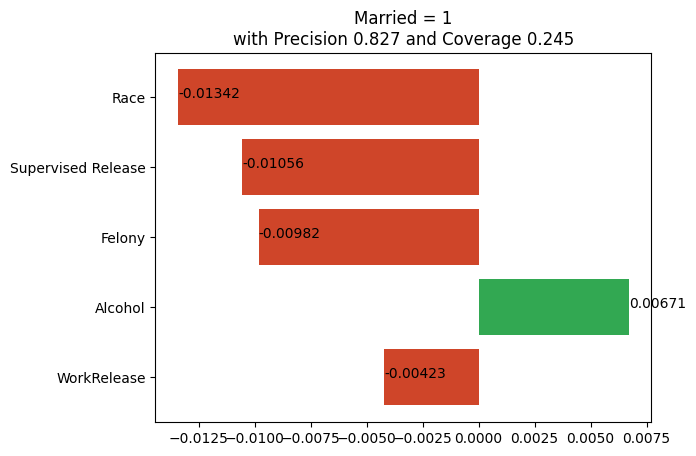 Married = 1
with Precision 0.827 and Coverage 0.245
Race
-0.01342
Supervised Release
-0.01056
Felony
-0.00982
Alcohol
0.00671
WorkRelease
-0.00423
−0.0125 −0.0100 −0.0075 −0.0050 −0.0025 0.0000 0.0025 0.0050 0.0075